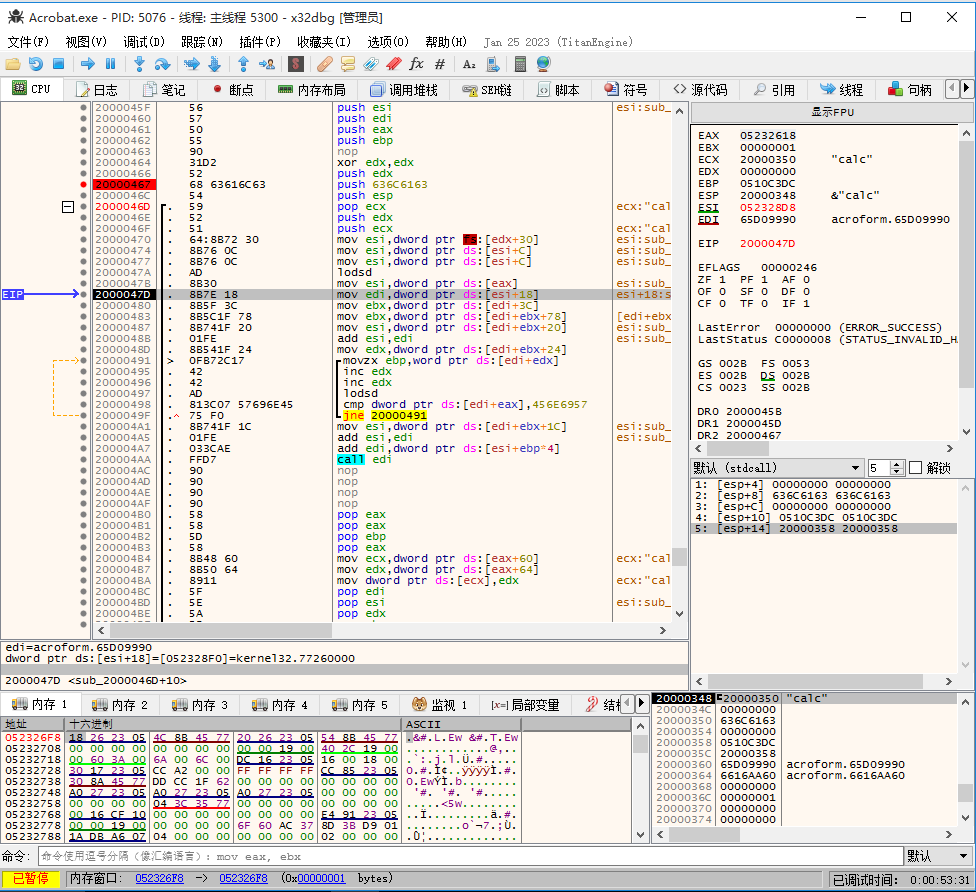 Acrobat.exe - PID: 5076 - 线程: 主线程 5300 - x32dbg [管理员]
文件(F) 视图(V) 调试(D) 跟踪(N) 插件(P) 收藏夹(I) 选项(O) 帮助(H) Jan 25 2023 (TitanEngine)
CPU 日志 笔记 断点 内存布局 调用堆栈 SEH链 脚本 符号 源代码 引用 线程 句柄
2000045F 56 push esi esi:sub_
20000460 57 push edi
20000461 50 push eax
20000462 55 push ebp
20000463 90 nop
20000464 31D2 xor edx,edx
20000466 52 push edx
20000467 68 63616C63 push 636C6163
2000046C 54 push esp
2000046D 59 pop ecx ecx:"cal
2000046E 52 push edx
2000046F 51 push ecx ecx:"cal
20000470 64:8B72 30 mov esi,dword ptr fs:[edx+30] esi:sub_
20000474 8B76 0C mov esi,dword ptr ds:[esi+C] esi:sub_
20000477 8B76 0C mov esi,dword ptr ds:[esi+C] esi:sub_
2000047A AD lodsd
2000047B 8B30 mov esi,dword ptr ds:[eax] esi:sub_
EIP 2000047D 8B7E 18 mov edi,dword ptr ds:[esi+18] esi+18:s
20000480 8B5F 3C mov ebx,dword ptr ds:[edi+3C]
20000483 8B5C1F 78 mov ebx,dword ptr ds:[edi+ebx+78] [edi+ebx
20000487 8B741F 20 mov esi,dword ptr ds:[edi+ebx+20] esi:sub_
2000048B 01FE add esi,edi esi:sub_
2000048D 8B541F 24 mov edx,dword ptr ds:[edi+ebx+24]
20000491 > 0FB72C17 movzx ebp,word ptr ds:[edi+edx]
20000495 42 inc edx
20000496 42 inc edx
20000497 AD lodsd
20000498 813C07 57696E45 cmp dword ptr ds:[edi+eax],456E6957
2000049F 75 F0 jne 20000491
200004A1 8B741F 1C mov esi,dword ptr ds:[edi+ebx+1C] esi:sub_
200004A5 01FE add esi,edi esi:sub_
200004A7 033CAE add edi,dword ptr ds:[esi+ebp*4]
200004AA FFD7 call edi
200004AC 90 nop
200004AD 90 nop
200004AE 90 nop
200004AF 90 nop
200004B0 58 pop eax
200004B1 58 pop eax
200004B2 5D pop ebp
200004B3 58 pop eax
200004B4 8B48 60 mov ecx,dword ptr ds:[eax+60] ecx:"cal
200004B7 8B50 64 mov edx,dword ptr ds:[eax+64]
200004BA 8911 mov dword ptr ds:[ecx],edx ecx:"cal
200004BC 5F pop edi
200004BD 5E pop esi esi:sub_
200004BE 5A pop edx
显示FPU
EAX 05232618
EBX 00000001
ECX 20000350 "calc"
EDX 00000000
EBP 0510C3DC
ESP 20000348 &"calc"
ESI 052328D8
EDI 65D09990 acroform.65D09990
EIP 2000047D
EFLAGS 00000246
ZF 1 PF 1 AF 0
OF 0 SF 0 DF 0
CF 0 TF 0 IF 1
LastError 00000000 (ERROR_SUCCESS)
LastStatus C0000008 (STATUS_INVALID_HA
GS 002B FS 0053
ES 002B DS 002B
CS 0023 SS 002B
DR0 2000045B
DR1 2000045D
DR2 20000467
默认 (stdcall) 5 解锁
1: [esp+4] 00000000 00000000
2: [esp+8] 636C6163 636C6163
3: [esp+C] 00000000 00000000
4: [esp+10] 0510C3DC 0510C3DC
5: [esp+14] 20000358 20000358
edi=acroform.65D09990
dword ptr ds:[esi+18]=[052328F0]=kernel32.77260000
2000047D <sub_2000046D+10>
内存 1 内存 2 内存 3 内存 4 内存 5 监视 1 局部变量
地址 十六进制 ASCII
052326F8 18 26 23 05 4C 8B 45 77 20 26 23 05 54 8B 45 77 .&#.L.Ew &#.T.Ew
05232708 00 00 00 00 00 00 00 00 00 00 19 00 40 2C 19 00
05232718 00 60 3A 00 6A 00 6C 00 DC 16 23 05 16 00 18 00
05232728 30 17 23 05 CC A2 00 00 FF FF FF FF CC 85 23 05
05232738 30 8A 45 77 DD CC 1F 62 00 00 00 00 00 00 00 00
05232748 A0 27 23 05 A0 27 23 05 A0 27 23 05 00 00 00 00
05232758 00 00 00 00 04 3C 35 77 00 00 00 00 00 00 00 00
05232768 00 16 CF 10 00 00 00 00 00 00 00 00 E4 91 23 05
05232778 00 00 19 00 00 00 00 00 6F 60 AC 37 8D 3B D9 01
05232788 1A DB A6 07 04 00 00 00 00 00 00 00 02 00 00 00
20000348 20000350 "calc"
2000034C 00000000
20000350 636C6163
20000354 00000000
20000358 0510C3DC
2000035C 20000358
20000360 65D09990 acroform.65D09990
20000364 6616AA60 acroform.6616AA60
20000368 00000000
2000036C 00000001
20000370 00000000
20000374 00000000
命令: 命令使用逗号分隔（像汇编语言）: mov eax, ebx 默认
已暂停 内存窗口: 052326F8 -> 052326F8 (0x00000001 bytes) 已调试时间: 0:00:53:31